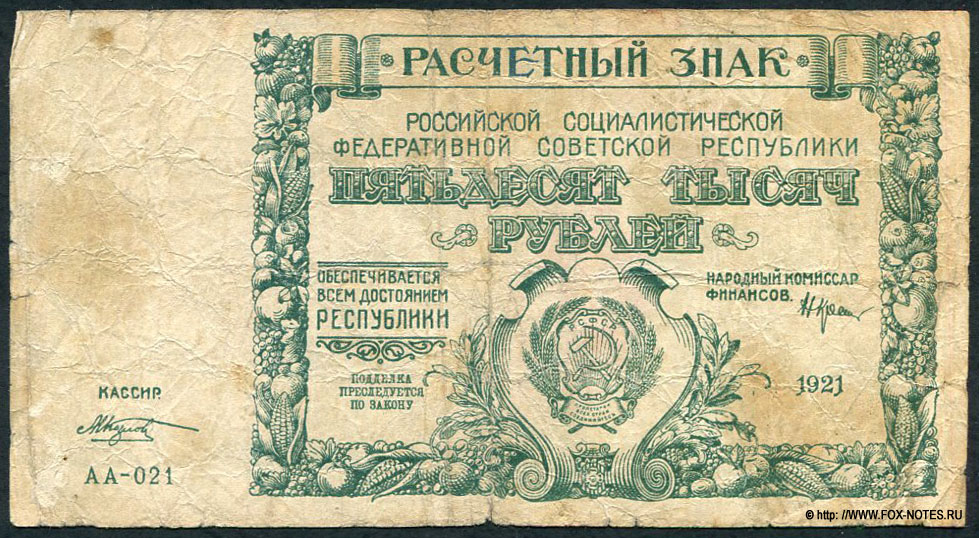 РАСЧЕТНЫЙ ЗНАК
РОССИЙСКОЙ СОЦИАЛИСТИЧЕСКОЙ
ФЕДЕРАТИВНОЙ СОВЕТСКОЙ РЕСПУБЛИКИ
ПЯТЬДЕСЯТ ТЫСЯЧ
РУБЛЕЙ
ОБЕСПЕЧИВАЕТСЯ
ВСЕМ ДОСТОЯНИЕМ
РЕСПУБЛИКИ
НАРОДНЫЙ КОМИССАР
ФИНАНСОВ.
ПОДДЕЛКА
ПРЕСЛЕДУЕТСЯ
ПО ЗАКОНУ
1921
КАССИР
АА-021
© http: //WWW.FOX-NOTES.RU